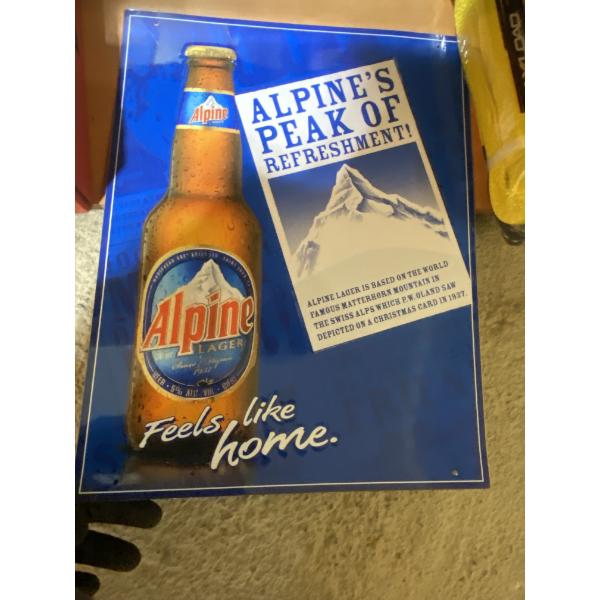 ALPINE'S
PEAK OF
REFRESHMENT!
ALPINE LAGER IS BASED ON THE WORLD
FAMOUS MATTERHORN MOUNTAIN IN
THE SWISS ALPS WHICH P.W. OLAND SAW
DEPICTED ON A CHRISTMAS CARD IN 1937.
Alpine
Alpine
LAGER
Feels like
home.